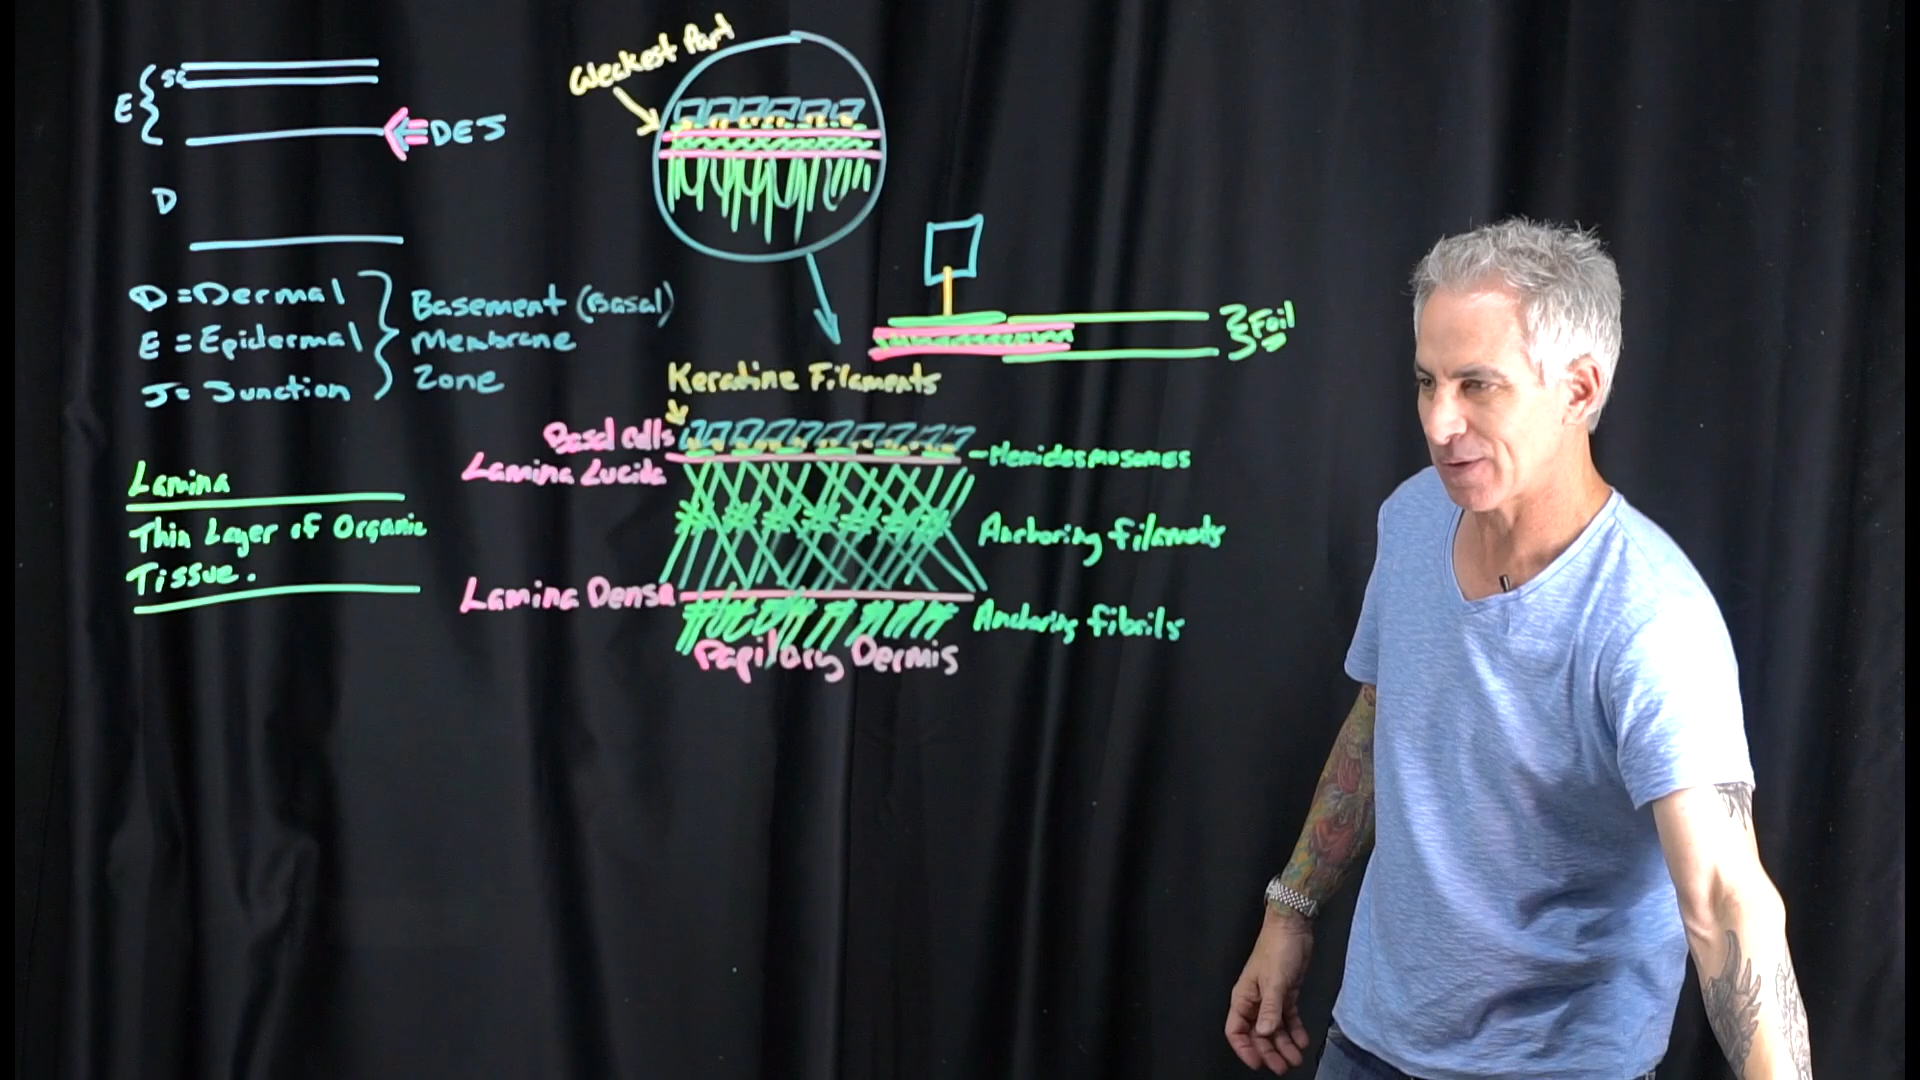 Weakest Part
E
SC
DEJ
D
D = Dermal
E = Epidermal
J = Junction
Basement (Basal)
Membrane
Zone
Foil
Keratine Filaments
Basal cells
Lamina Lucida
Hemidesmosomes
Lamina
Thin Layer of Organic
Tissue.
Anchoring filaments
Lamina Densa
Anchoring fibrils
Papillary Dermis